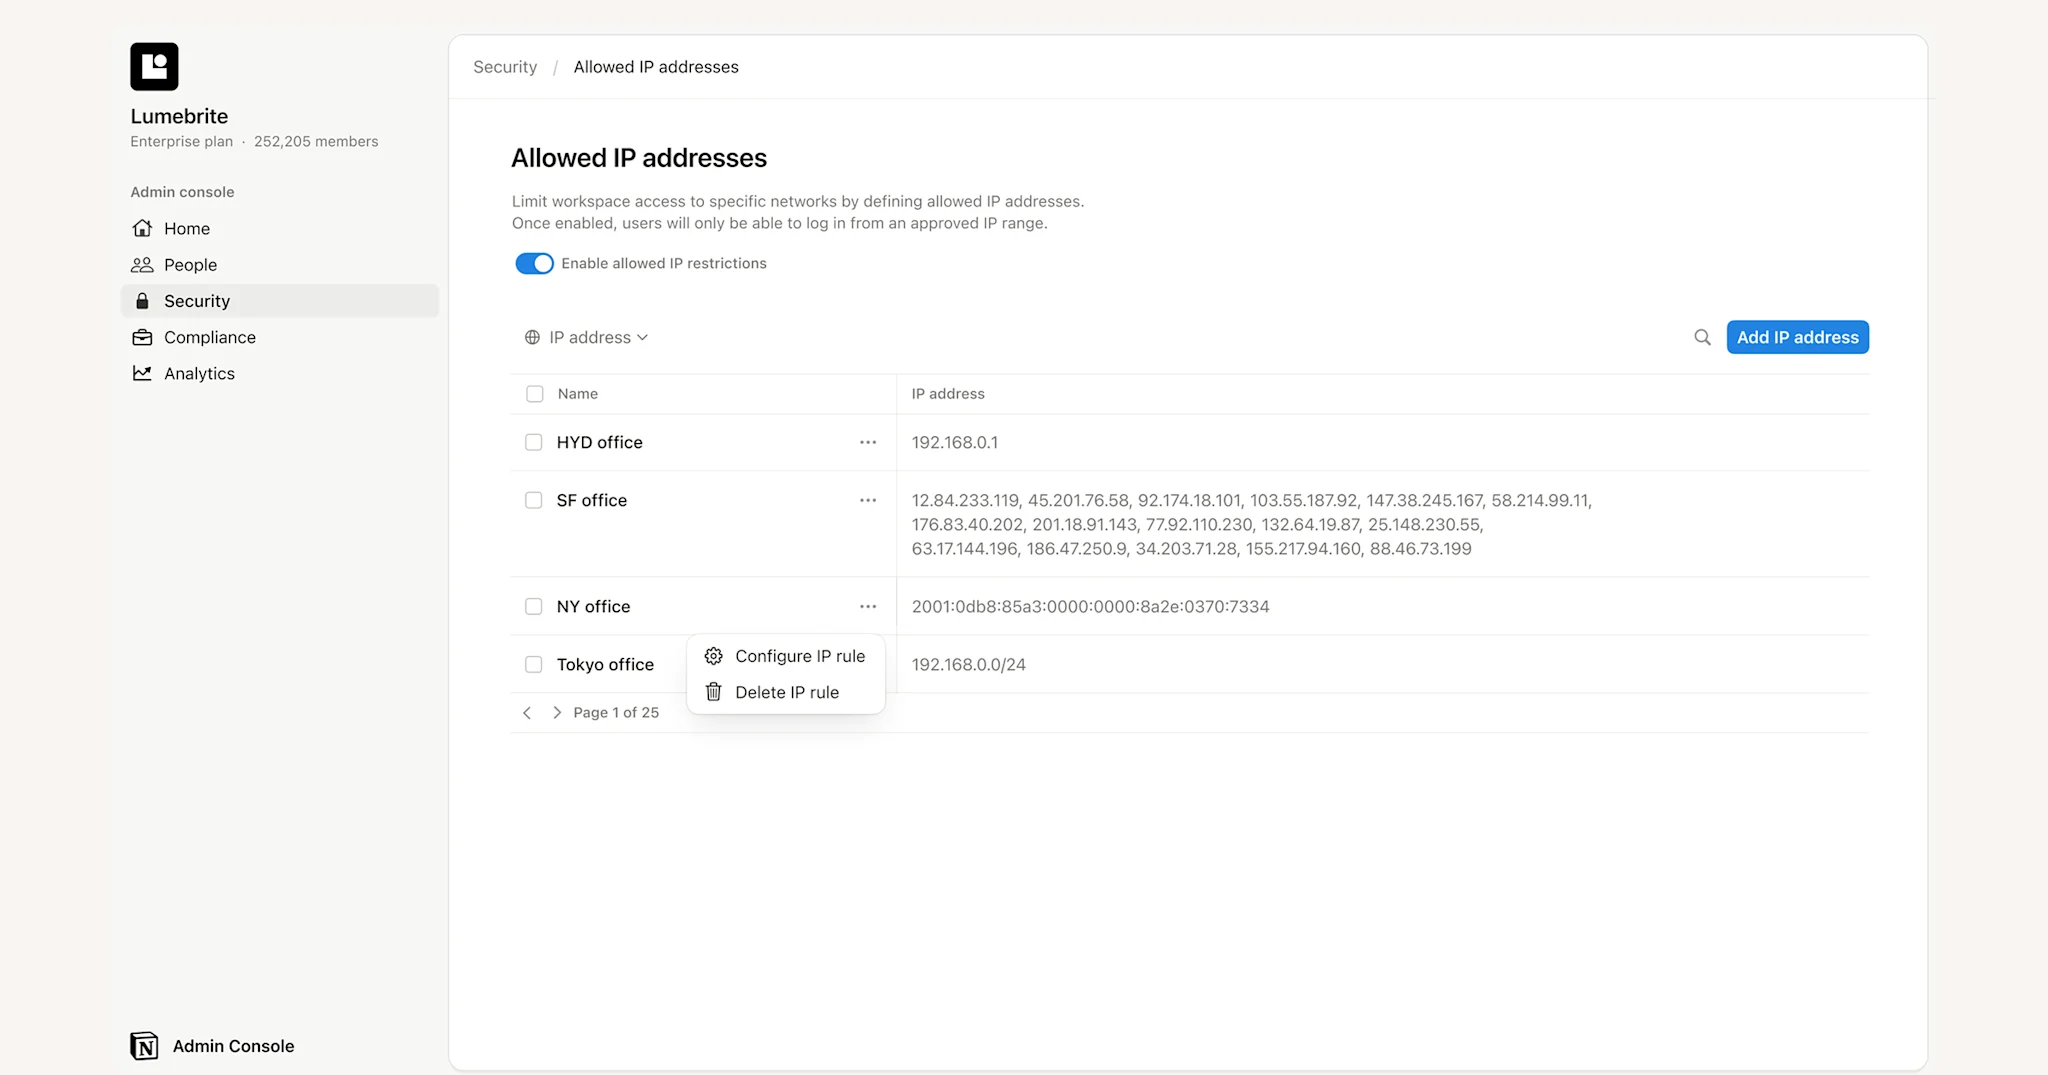 Lumebrite
Enterprise plan · 252,205 members
Admin console
Home
People
Security
Compliance
Analytics
Admin Console
Security / Allowed IP addresses
Allowed IP addresses
Limit workspace access to specific networks by defining allowed IP addresses.
Once enabled, users will only be able to log in from an approved IP range.
Enable allowed IP restrictions
IP address
Add IP address
Name IP address
HYD office 192.168.0.1
SF office 12.84.233.119, 45.201.76.58, 92.174.18.101, 103.55.187.92, 147.38.245.167, 58.214.99.11,
176.83.40.202, 201.18.91.143, 77.92.110.230, 132.64.19.87, 25.148.230.55,
63.17.144.196, 186.47.250.9, 34.203.71.28, 155.217.94.160, 88.46.73.199
NY office 2001:0db8:85a3:0000:0000:8a2e:0370:7334
Configure IP rule
Tokyo office 192.168.0.0/24
Delete IP rule
Page 1 of 25